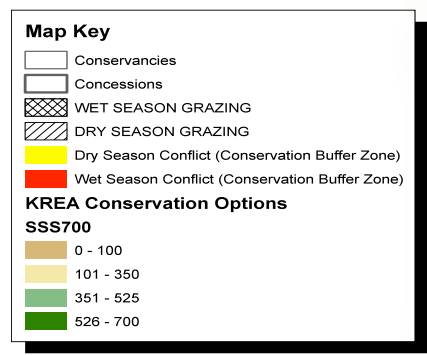 Map Key
Conservancies
Concessions
WET SEASON GRAZING
DRY SEASON GRAZING
Dry Season Conflict (Conservation Buffer Zone)
Wet Season Conflict (Conservation Buffer Zone)
KREA Conservation Options
SSS700
0 - 100
101 - 350
351 - 525
526 - 700